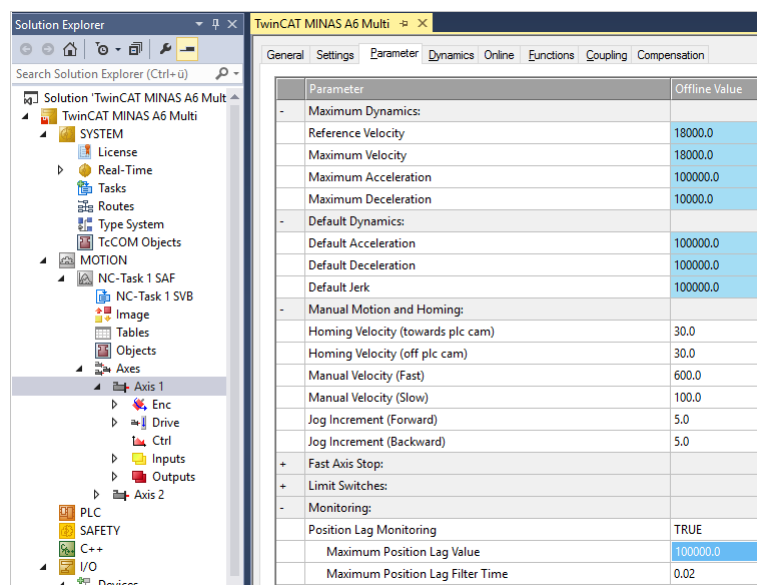 Solution Explorer
Search Solution Explorer (Ctrl+ü)
Solution 'TwinCAT MINAS A6 Mult
TwinCAT MINAS A6 Multi
SYSTEM
License
Real-Time
Tasks
Routes
Type System
TcCOM Objects
MOTION
NC-Task 1 SAF
NC-Task 1 SVB
Image
Tables
Objects
Axes
Axis 1
Enc
Drive
Ctrl
Inputs
Outputs
Axis 2
PLC
SAFETY
C++
I/O
Devices
TwinCAT MINAS A6 Multi
General Settings Parameter Dynamics Online Functions Coupling Compensation
Parameter Offline Value
- Maximum Dynamics:
Reference Velocity 18000.0
Maximum Velocity 18000.0
Maximum Acceleration 100000.0
Maximum Deceleration 10000.0
- Default Dynamics:
Default Acceleration 100000.0
Default Deceleration 100000.0
Default Jerk 100000.0
- Manual Motion and Homing:
Homing Velocity (towards plc cam) 30.0
Homing Velocity (off plc cam) 30.0
Manual Velocity (Fast) 600.0
Manual Velocity (Slow) 100.0
Jog Increment (Forward) 5.0
Jog Increment (Backward) 5.0
+ Fast Axis Stop:
+ Limit Switches:
- Monitoring:
Position Lag Monitoring TRUE
Maximum Position Lag Value 100000.0
Maximum Position Lag Filter Time 0.02